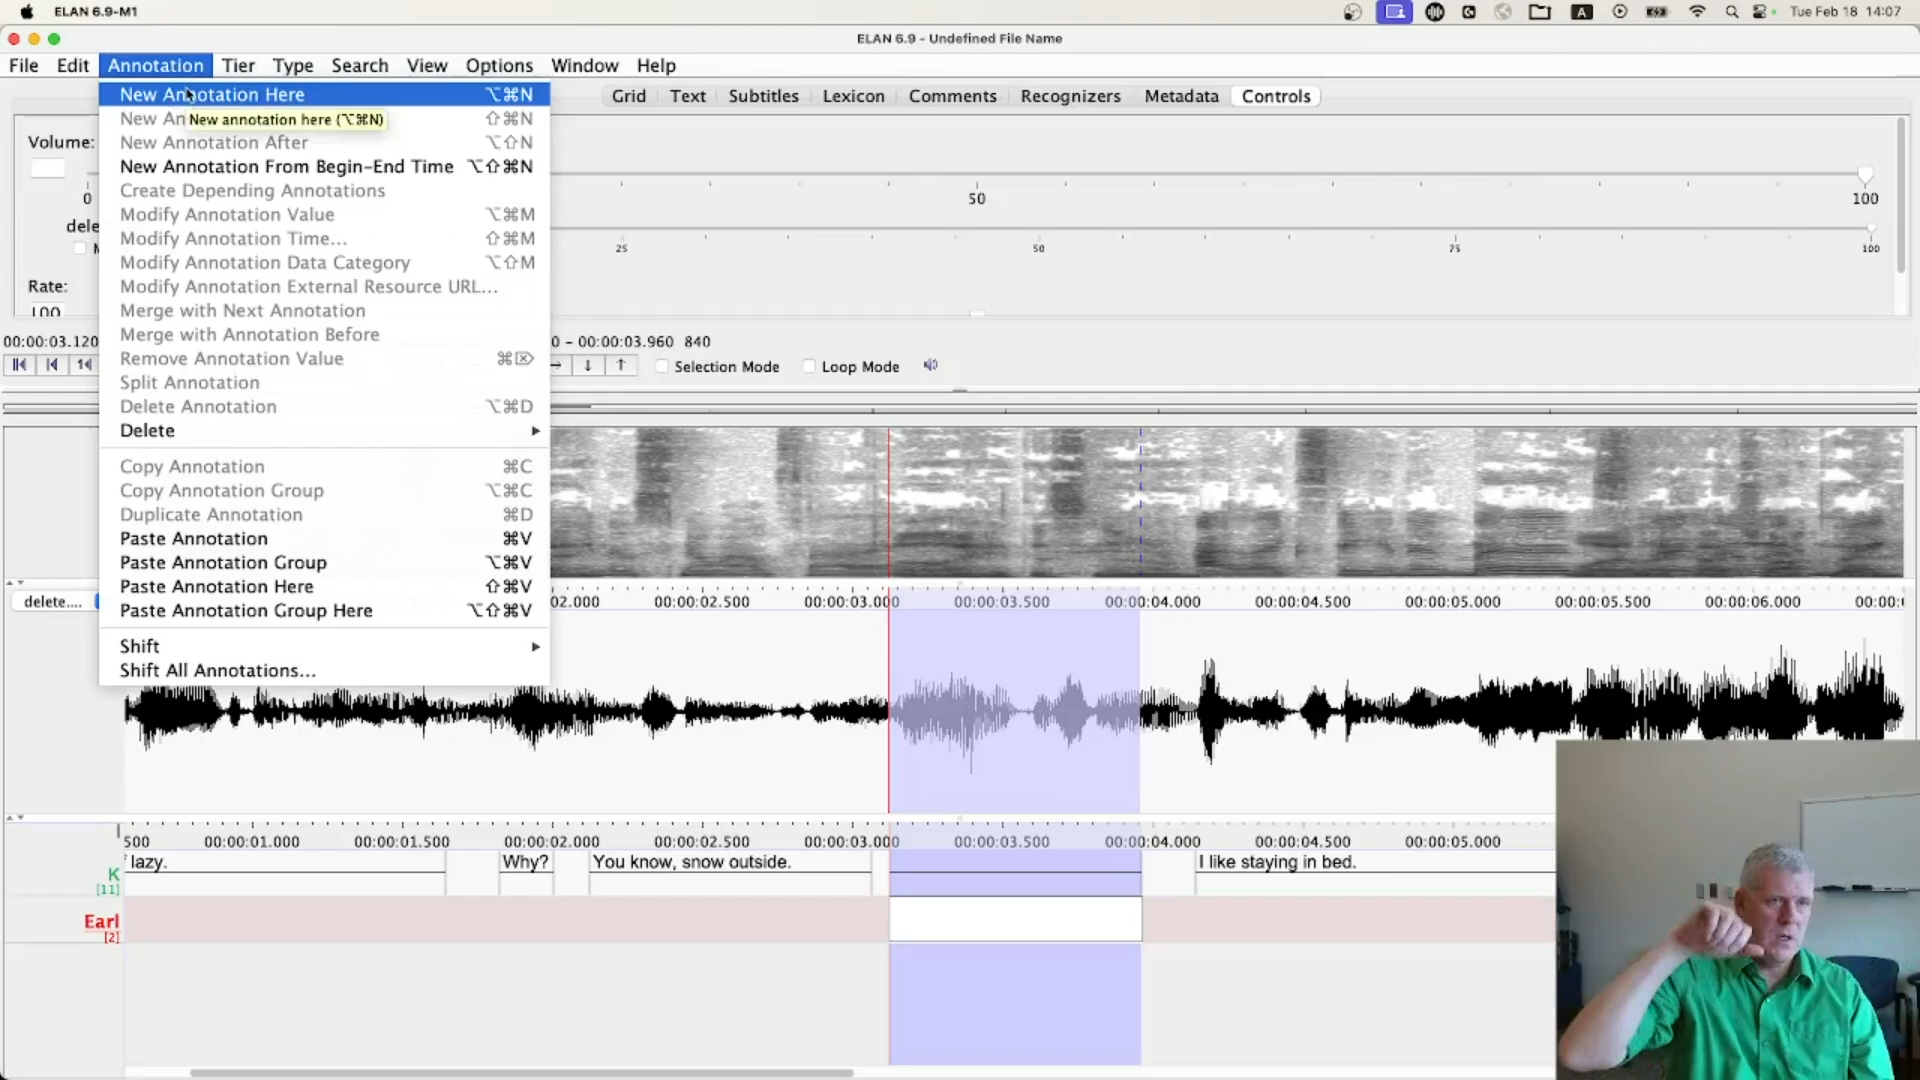 ELAN 6.9-M1
Tue Feb 18 14:07
ELAN 6.9 - Undefined File Name
File Edit Annotation Tier Type Search View Options Window Help
Grid Text Subtitles Lexicon Comments Recognizers Metadata Controls
New Annotation Here ⌥⌘N
New An ⇧⌘N
New annotation here (⌥⌘N)
New Annotation After ⌥⇧N
New Annotation From Begin-End Time ⌥⇧⌘N
Create Depending Annotations
Modify Annotation Value ⌥⌘M
Modify Annotation Time... ⇧⌘M
Modify Annotation Data Category ⌥⇧M
Modify Annotation External Resource URL...
Merge with Next Annotation
Merge with Annotation Before
Remove Annotation Value ⌘⌦
Split Annotation
Delete Annotation ⌥⌘D
Delete
Copy Annotation ⌘C
Copy Annotation Group ⌥⌘C
Duplicate Annotation ⌘D
Paste Annotation ⌘V
Paste Annotation Group ⌥⌘V
Paste Annotation Here ⇧⌘V
Paste Annotation Group Here ⌥⇧⌘V
Shift
Shift All Annotations...
Volume:
0 50 100
dele
25 50 75 100
M
Rate:
100
00:00:03.120
0 - 00:00:03.960 840
Selection Mode Loop Mode
delete....
02.000 00:00:02.500 00:00:03.000 00:00:03.500 00:00:04.000 00:00:04.500 00:00:05.000 00:00:05.500 00:00:06.000 00:00:
500 00:00:01.000 00:00:01.500 00:00:02.000 00:00:02.500 00:00:03.000 00:00:03.500 00:00:04.000 00:00:04.500 00:00:05.000
lazy. Why? You know, snow outside. I like staying in bed.
K
[11]
Earl
[2]